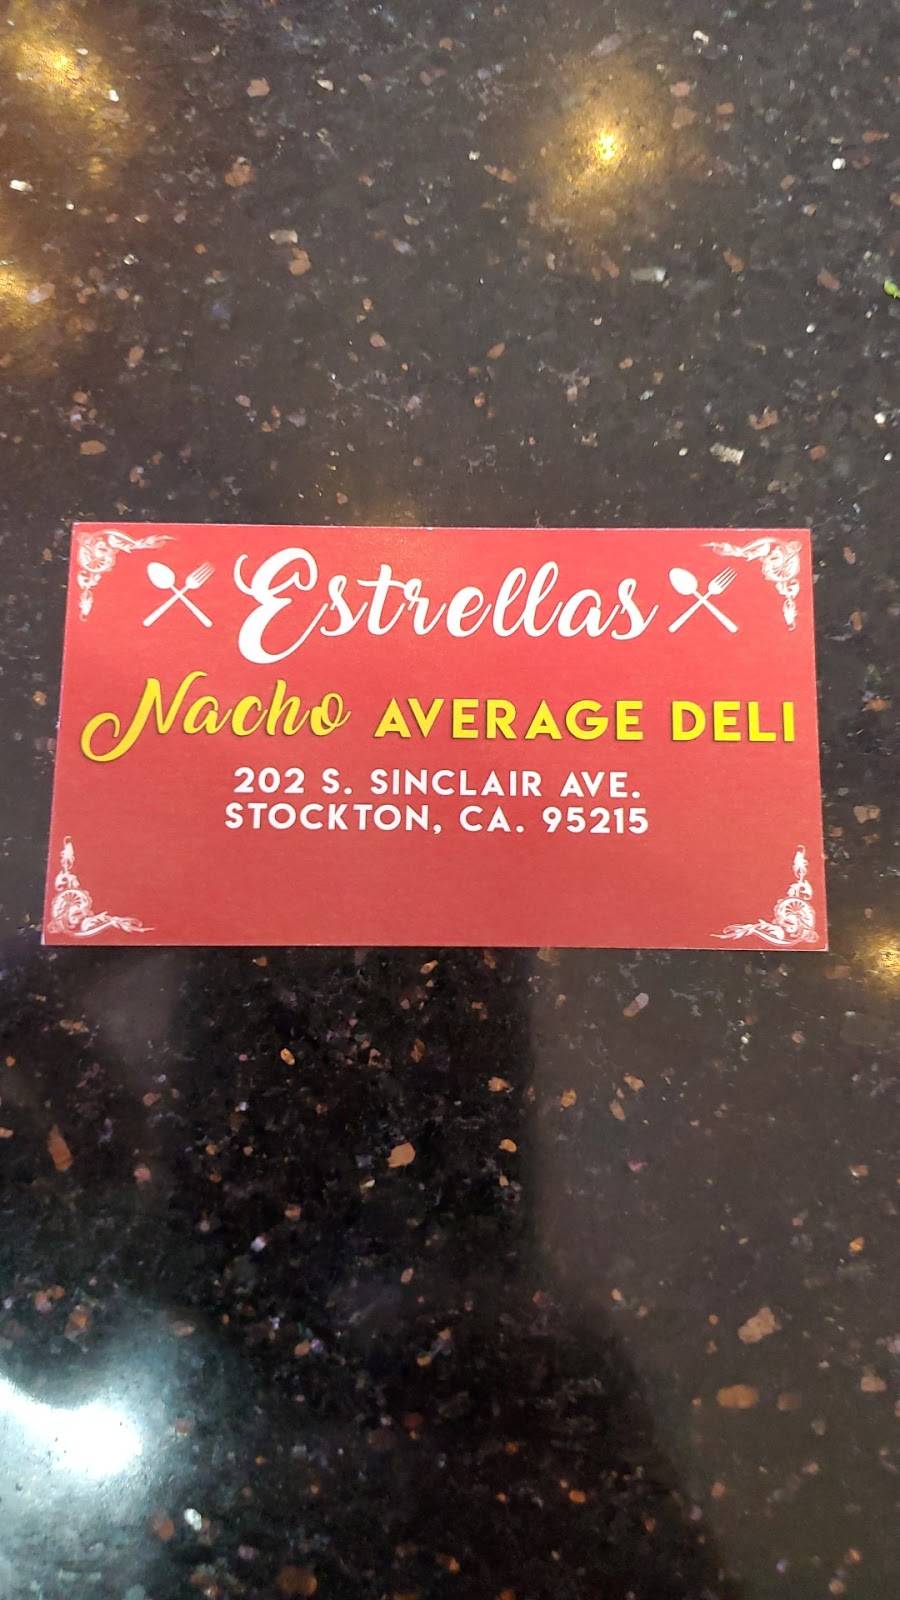 Estrellas
Nacho AVERAGE DELI
202 S. SINCLAIR AVE.
STOCKTON, CA. 95215